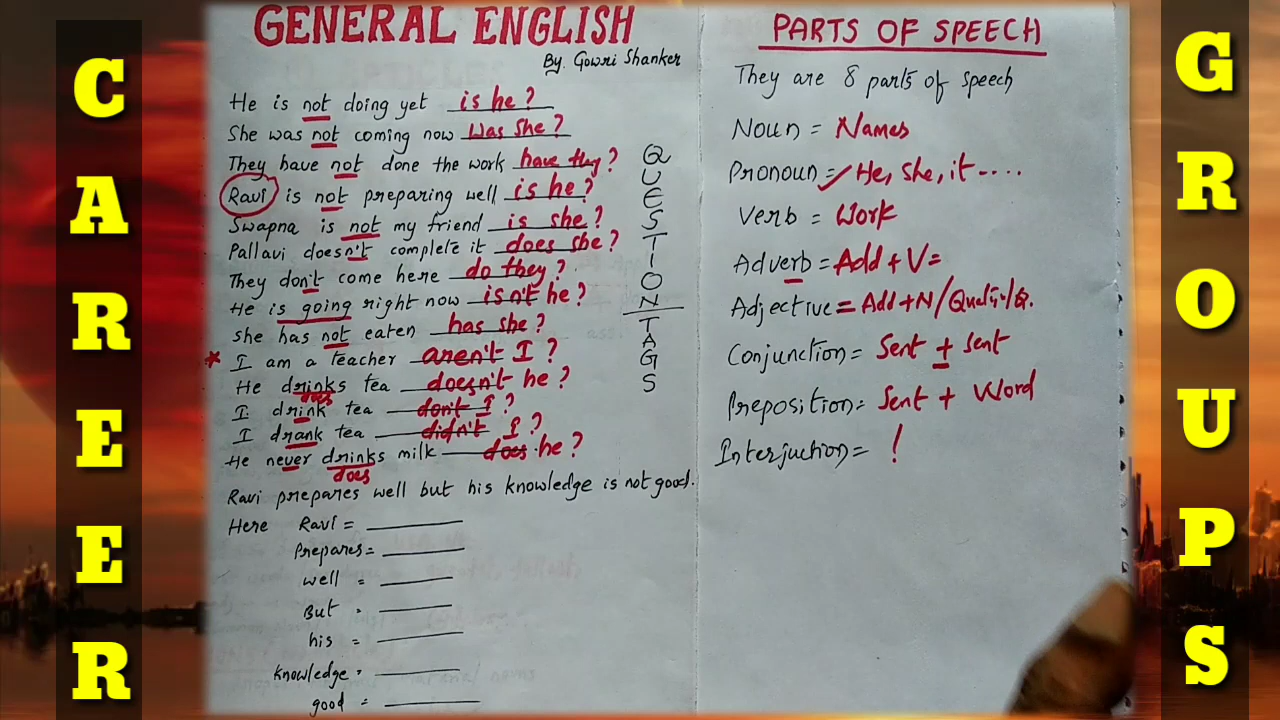 CAREER
GENERAL ENGLISH
By. Gowri Shanker
He is not doing yet is he?
She was not coming now was she?
They have not done the work have they?
Ravi is not preparing well is he?
Swapna is not my friend is she?
Pallavi doesn't complete it does she?
They don't come here do they?
He is going right now isn't he?
She has not eaten has she?
* I am a teacher aren't I?
He drinks tea doesn't he?
does
I drink tea don't I?
I drank tea didn't I?
He never drinks milk does he?
does
Ravi prepares well but his knowledge is not good.
Here Ravi =
Prepares =
well =
But =
his =
knowledge =
good =
QUESTION TAGS
PARTS OF SPEECH
They are 8 parts of speech
Noun = Names
Pronoun = He, She, it ----
Verb = Work
Adverb = Add + V =
Adjective = Add + N/Quali./Q.
Conjunction = Sent + Sent
Preposition = Sent + Word
Interjuction = !
GROUPS